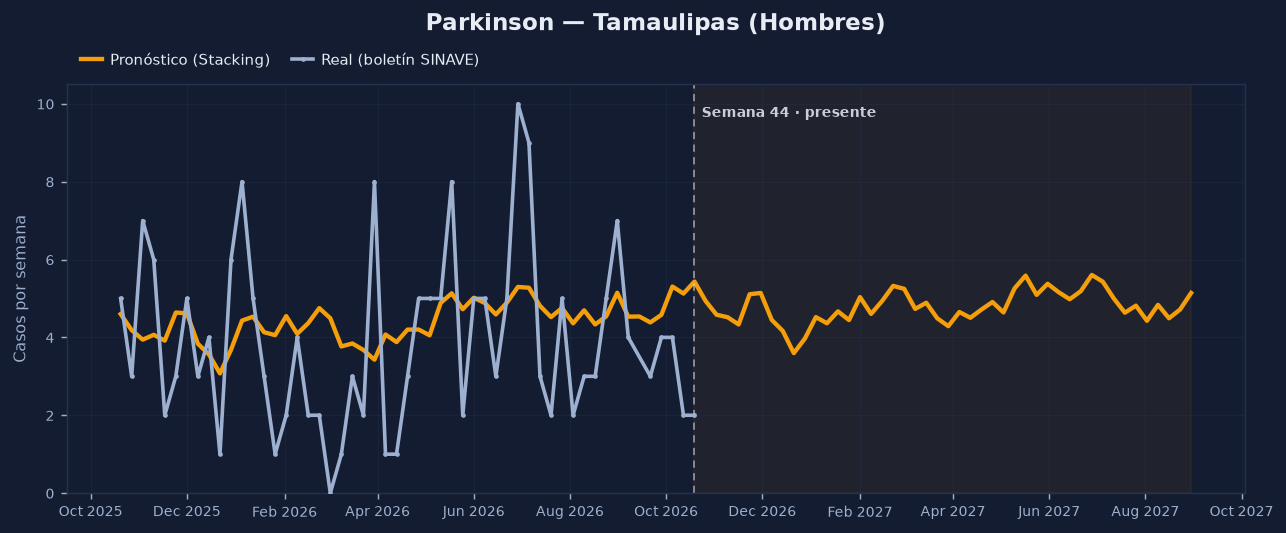 Parkinson — Tamaulipas (Hombres)
Pronóstico (Stacking)
Real (boletín SINAVE)
Semana 44 · presente
Casos por semana
10
8
6
4
2
0
Oct 2025
Dec 2025
Feb 2026
Apr 2026
Jun 2026
Aug 2026
Oct 2026
Dec 2026
Feb 2027
Apr 2027
Jun 2027
Aug 2027
Oct 2027